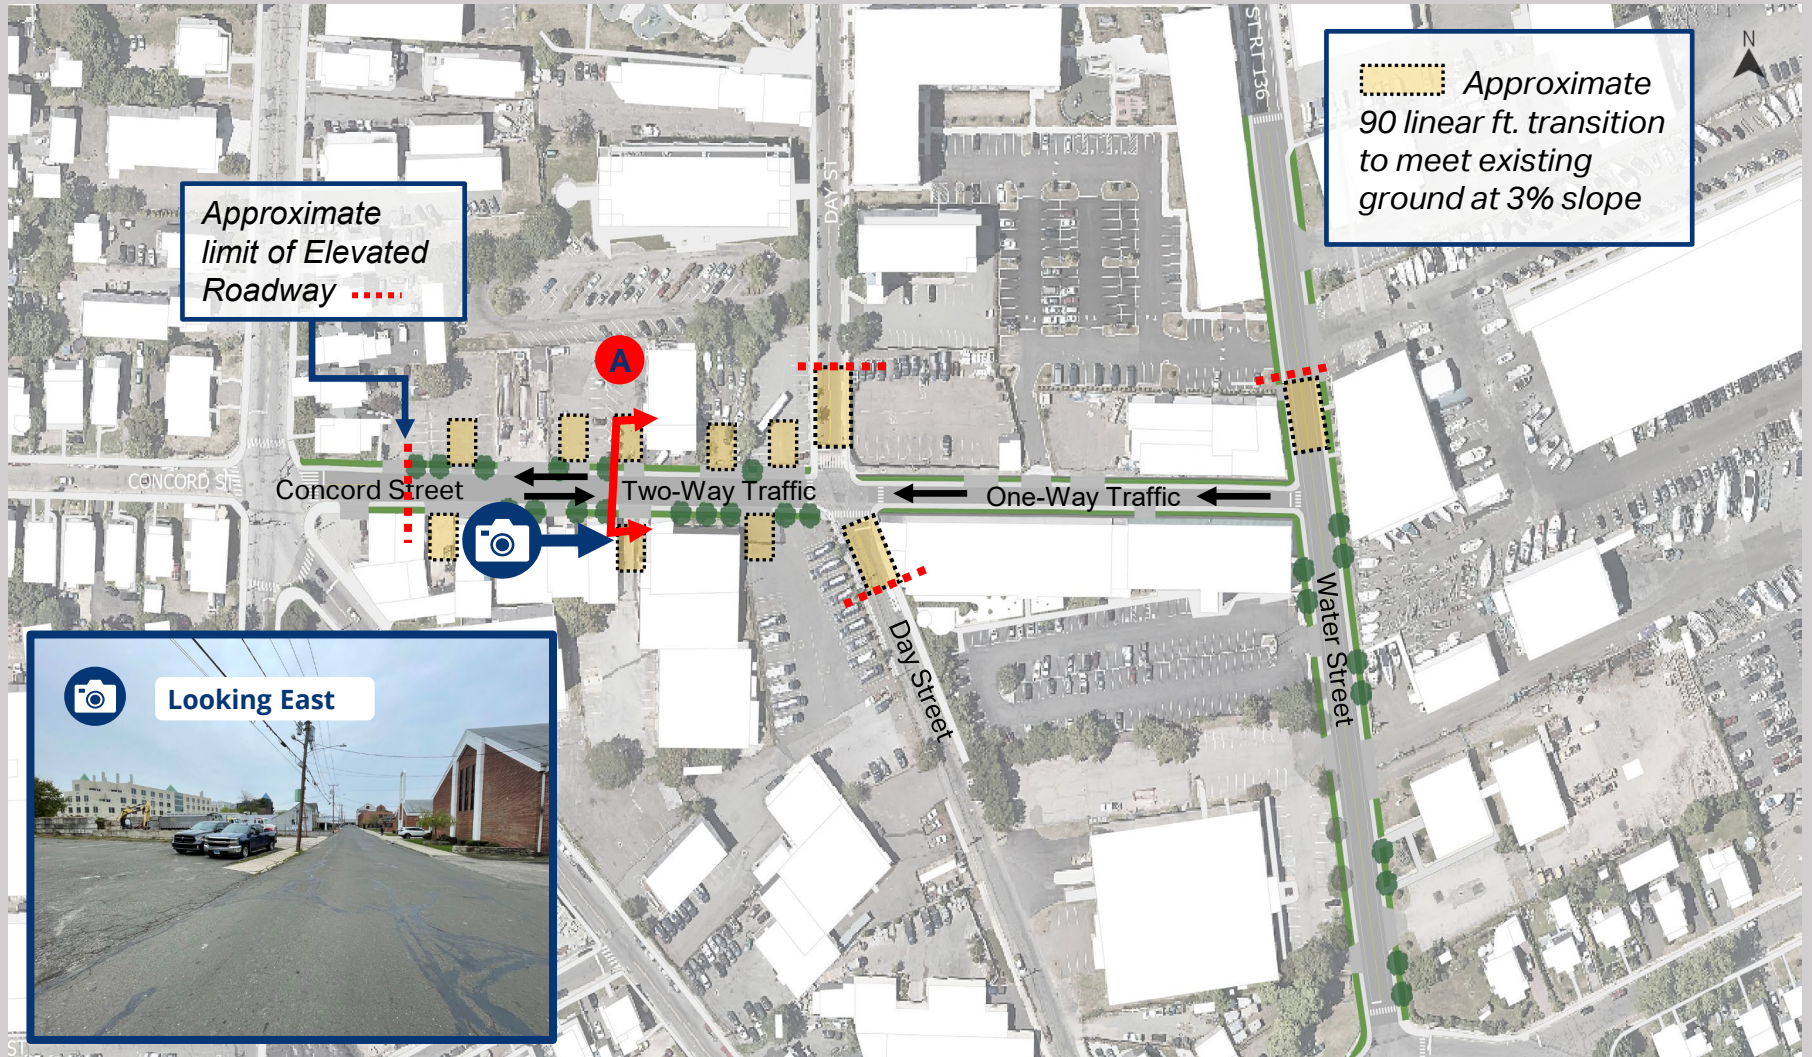 N
ST RT 136
Approximate
90 linear ft. transition
to meet existing
ground at 3% slope
DAY ST
Approximate
limit of Elevated
Roadway
A
CONCORD ST
Concord Street
Two-Way Traffic
One-Way Traffic
Water Street
Day Street
Looking East
ST